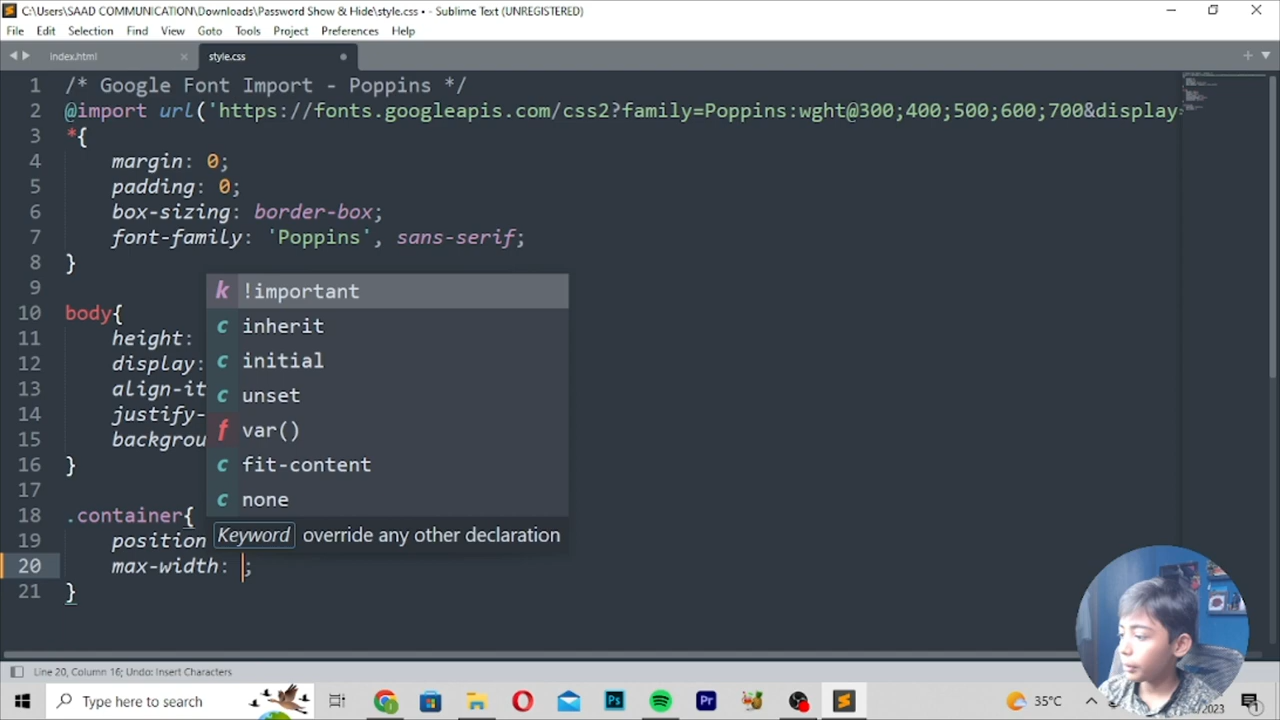 C:\Users\SAAD COMMUNICATION\Downloads\Password Show & Hide\style.css • - Sublime Text (UNREGISTERED)
File Edit Selection Find View Goto Tools Project Preferences Help
index.html style.css
1 /* Google Font Import - Poppins */
2 @import url('https://fonts.googleapis.com/css2?family=Poppins:wght@300;400;500;600;700&display=
3 *{
4 margin: 0;
5 padding: 0;
6 box-sizing: border-box;
7 font-family: 'Poppins', sans-serif;
8 }
9
10 body{
11 height:
12 display:
13 align-it
14 justify-
15 backgrou
16 }
17
18 .container{
19 position
20 max-width: ;
21 }
k !important
c inherit
c initial
c unset
f var()
c fit-content
c none
Keyword override any other declaration
Line 20, Column 16; Undo: Insert Characters
Type here to search
Ps
Pr
35°C
2023
1